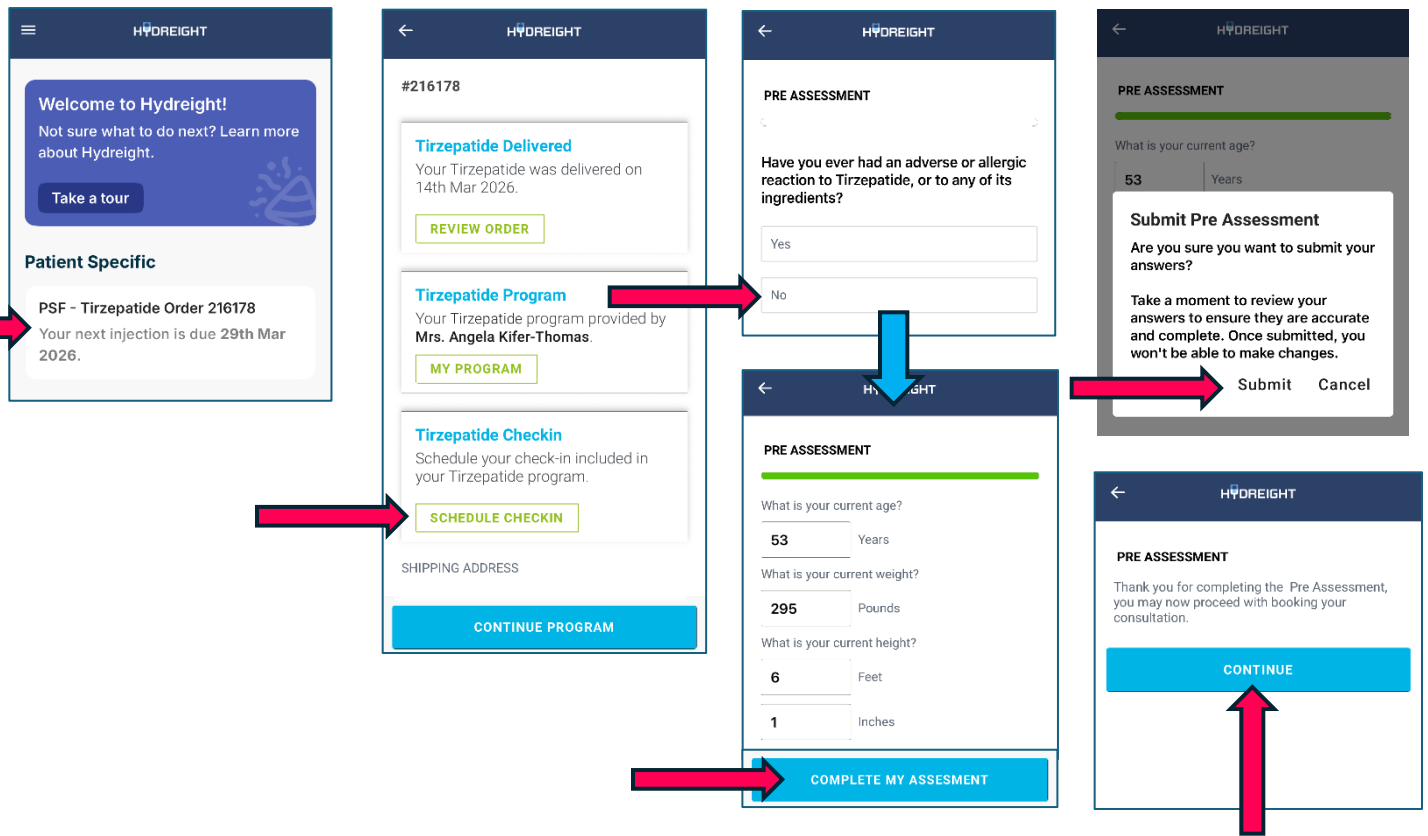 HYDREIGHT
Welcome to Hydreight!
Not sure what to do next? Learn more
about Hydreight.
Take a tour
Patient Specific
PSF - Tirzepatide Order 216178
Your next injection is due 29th Mar
2026.
HYDREIGHT
#216178
Tirzepatide Delivered
Your Tirzepatide was delivered on
14th Mar 2026.
REVIEW ORDER
Tirzepatide Program
Your Tirzepatide program provided by
Mrs. Angela Kifer-Thomas.
MY PROGRAM
Tirzepatide Checkin
Schedule your check-in included in
your Tirzepatide program.
SCHEDULE CHECKIN
SHIPPING ADDRESS
CONTINUE PROGRAM
HYDREIGHT
PRE ASSESSMENT
Have you ever had an adverse or allergic
reaction to Tirzepatide, or to any of its
ingredients?
Yes
No
PRE ASSESSMENT
What is your current age?
53 Years
What is your current weight?
295 Pounds
What is your current height?
6 Feet
1 Inches
COMPLETE MY ASSESMENT
HYDREIGHT
PRE ASSESSMENT
What is your current age?
53 Years
Submit Pre Assessment
Are you sure you want to submit your
answers?
Take a moment to review your
answers to ensure they are accurate
and complete. Once submitted, you
won't be able to make changes.
Submit Cancel
HYDREIGHT
PRE ASSESSMENT
Thank you for completing the Pre Assessment,
you may now proceed with booking your
consultation.
CONTINUE